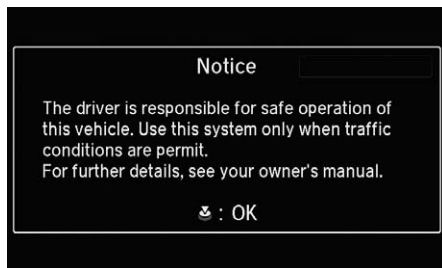 Notice
The driver is responsible for safe operation of
this vehicle. Use this system only when traffic
conditions are permit.
For further details, see your owner's manual.
: OK